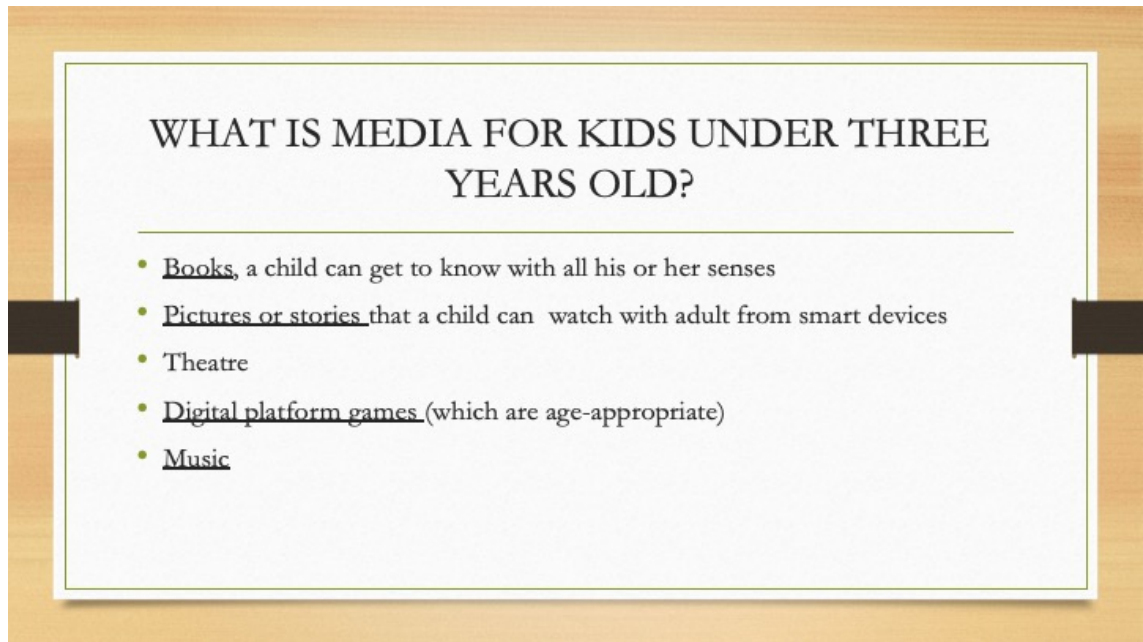 WHAT IS MEDIA FOR KIDS UNDER THREE
YEARS OLD?
• Books, a child can get to know with all his or her senses
• Pictures or stories that a child can  watch with adult from smart devices
• Theatre
• Digital platform games (which are age-appropriate)
• Music